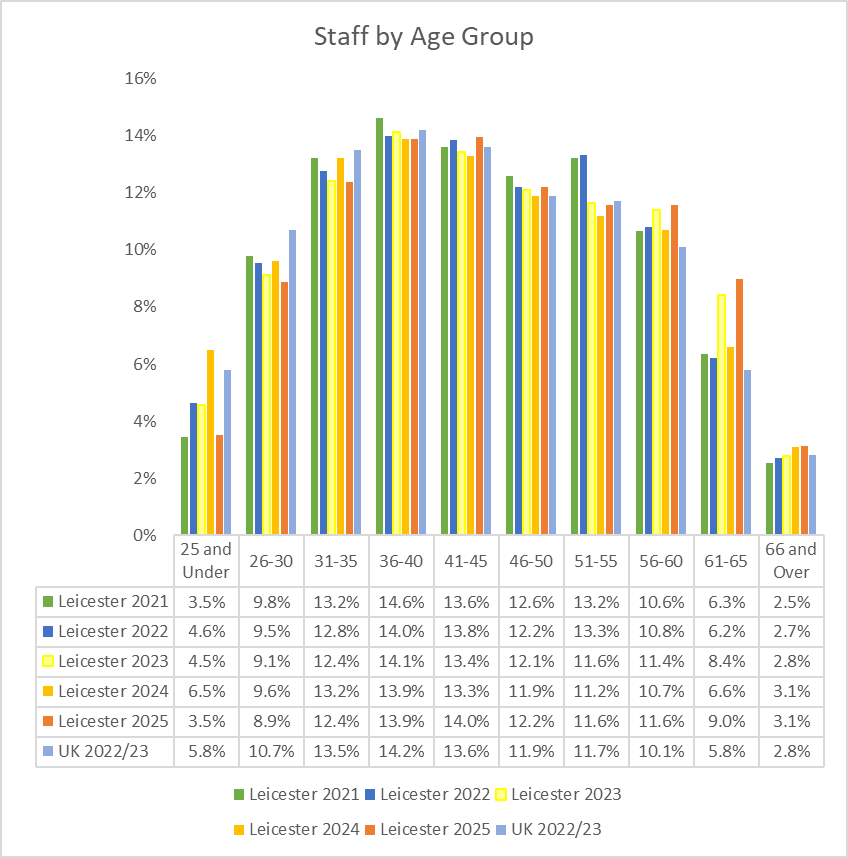 Staff by Age Group
16%
14%
12%
10%
8%
6%
4%
2%
0%
25 and Under 26-30 31-35 36-40 41-45 46-50 51-55 56-60 61-65 66 and Over
Leicester 2021 3.5% 9.8% 13.2% 14.6% 13.6% 12.6% 13.2% 10.6% 6.3% 2.5%
Leicester 2022 4.6% 9.5% 12.8% 14.0% 13.8% 12.2% 13.3% 10.8% 6.2% 2.7%
Leicester 2023 4.5% 9.1% 12.4% 14.1% 13.4% 12.1% 11.6% 11.4% 8.4% 2.8%
Leicester 2024 6.5% 9.6% 13.2% 13.9% 13.3% 11.9% 11.2% 10.7% 6.6% 3.1%
Leicester 2025 3.5% 8.9% 12.4% 13.9% 14.0% 12.2% 11.6% 11.6% 9.0% 3.1%
UK 2022/23 5.8% 10.7% 13.5% 14.2% 13.6% 11.9% 11.7% 10.1% 5.8% 2.8%
Leicester 2021 Leicester 2022 Leicester 2023
Leicester 2024 Leicester 2025 UK 2022/23